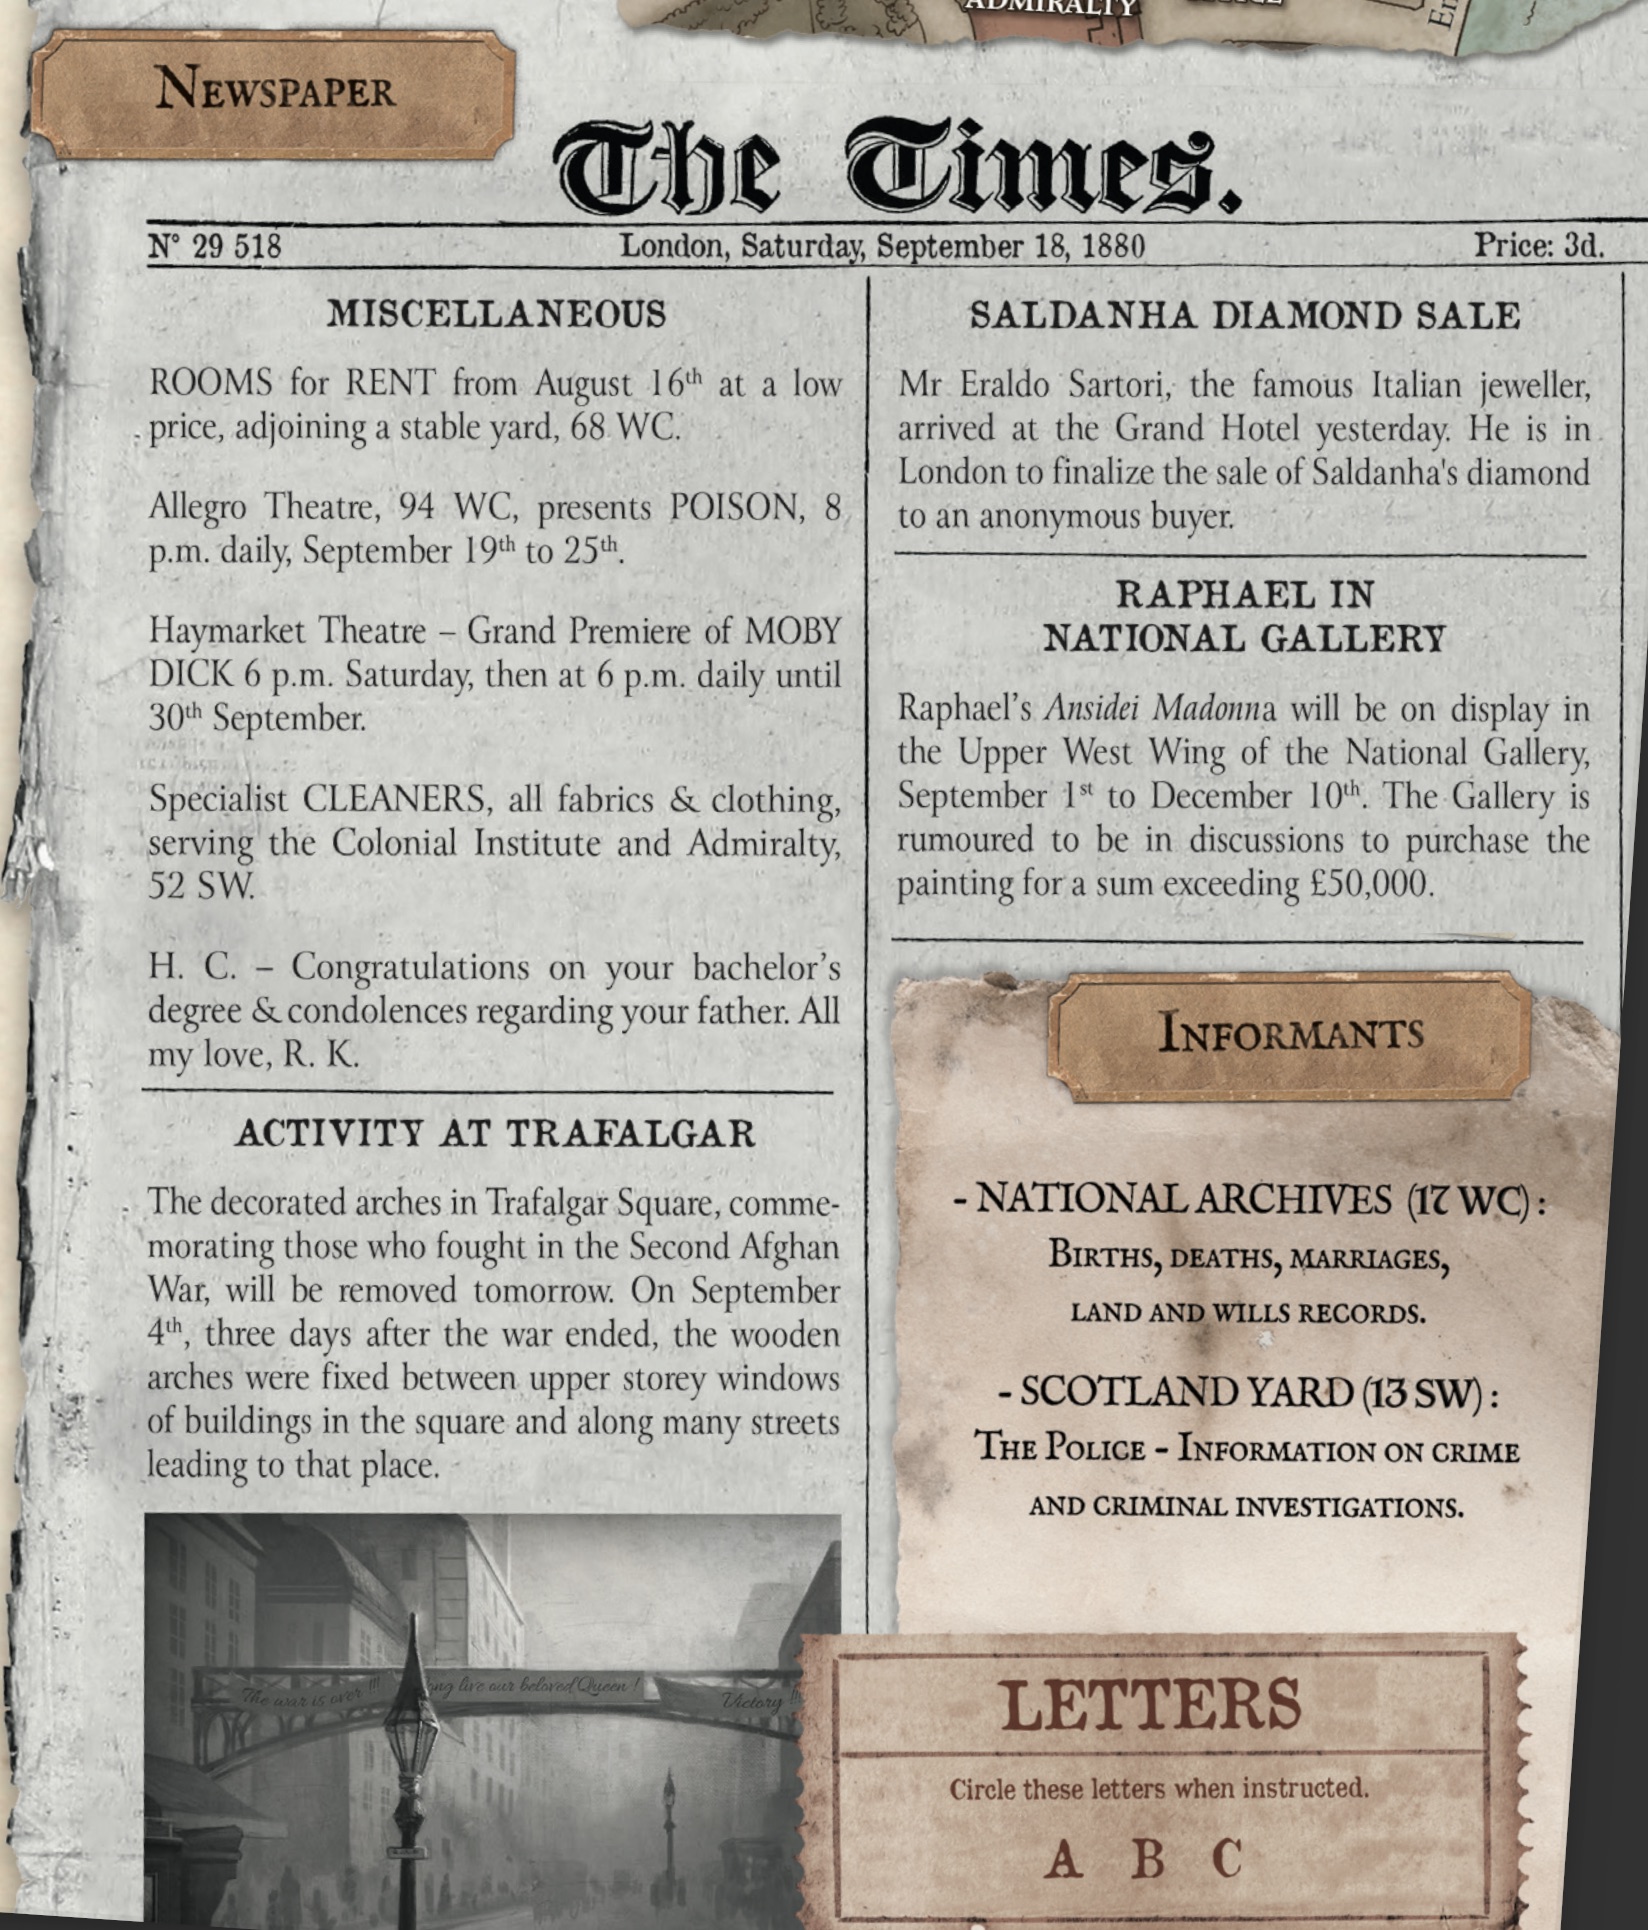 ADMIRALTY
NEWSPAPER
The Times.
N° 29 518
London, Saturday, September 18, 1880
Price: 3d.
MISCELLANEOUS
ROOMS for RENT from August 16th at a low
price, adjoining a stable yard, 68 WC.
Allegro Theatre, 94 WC, presents POISON, 8
p.m. daily, September 19th to 25th.
Haymarket Theatre – Grand Premiere of MOBY
DICK 6 p.m. Saturday, then at 6 p.m. daily until
30th September.
Specialist CLEANERS, all fabrics & clothing,
serving the Colonial Institute and Admiralty,
52 SW.
H. C. – Congratulations on your bachelor's
degree & condolences regarding your father. All
my love, R. K.
ACTIVITY AT TRAFALGAR
The decorated arches in Trafalgar Square, comme-
morating those who fought in the Second Afghan
War, will be removed tomorrow. On September
4th, three days after the war ended, the wooden
arches were fixed between upper storey windows
of buildings in the square and along many streets
leading to that place.
The war is over !!!
long live our beloved Queen !
Victory !!
SALDANHA DIAMOND SALE
Mr Eraldo Sartori, the famous Italian jeweller,
arrived at the Grand Hotel yesterday. He is in
London to finalize the sale of Saldanha's diamond
to an anonymous buyer.
RAPHAEL IN
NATIONAL GALLERY
Raphael's Ansidei Madonna will be on display in
the Upper West Wing of the National Gallery,
September 1st to December 10th. The Gallery is
rumoured to be in discussions to purchase the
painting for a sum exceeding £50,000.
INFORMANTS
- NATIONAL ARCHIVES (17 WC) :
BIRTHS, DEATHS, MARRIAGES,
LAND AND WILLS RECORDS.
- SCOTLAND YARD (13 SW) :
THE POLICE – INFORMATION ON CRIME
AND CRIMINAL INVESTIGATIONS.
LETTERS
Circle these letters when instructed.
A B C